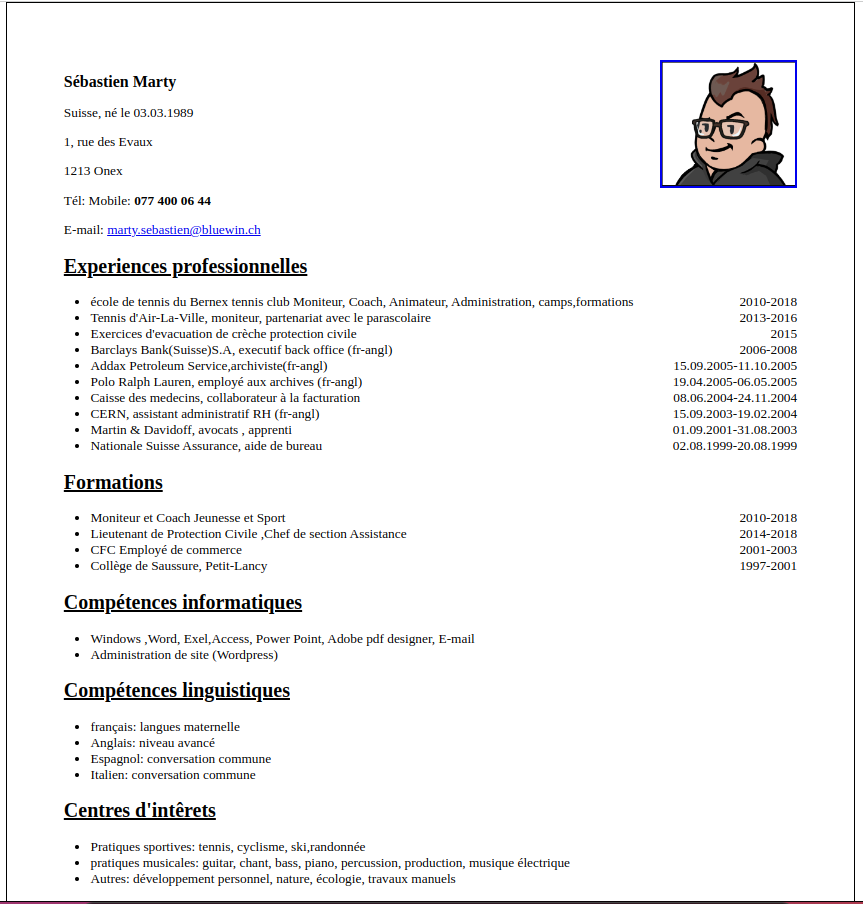 Sébastien Marty
Suisse, né le 03.03.1989
1, rue des Evaux
1213 Onex
Tél: Mobile: 077 400 06 44
E-mail: marty.sebastien@bluewin.ch
Experiences professionnelles
école de tennis du Bernex tennis club Moniteur, Coach, Animateur, Administration, camps,formations 2010-2018
Tennis d'Air-La-Ville, moniteur, partenariat avec le parascolaire 2013-2016
Exercices d'evacuation de crèche protection civile 2015
Barclays Bank(Suisse)S.A, executif back office (fr-angl) 2006-2008
Addax Petroleum Service,archiviste(fr-angl) 15.09.2005-11.10.2005
Polo Ralph Lauren, employé aux archives (fr-angl) 19.04.2005-06.05.2005
Caisse des medecins, collaborateur à la facturation 08.06.2004-24.11.2004
CERN, assistant administratif RH (fr-angl) 15.09.2003-19.02.2004
Martin & Davidoff, avocats , apprenti 01.09.2001-31.08.2003
Nationale Suisse Assurance, aide de bureau 02.08.1999-20.08.1999
Formations
Moniteur et Coach Jeunesse et Sport 2010-2018
Lieutenant de Protection Civile ,Chef de section Assistance 2014-2018
CFC Employé de commerce 2001-2003
Collège de Saussure, Petit-Lancy 1997-2001
Compétences informatiques
Windows ,Word, Exel,Access, Power Point, Adobe pdf designer, E-mail
Administration de site (Wordpress)
Compétences linguistiques
français: langues maternelle
Anglais: niveau avancé
Espagnol: conversation commune
Italien: conversation commune
Centres d'intêrets
Pratiques sportives: tennis, cyclisme, ski,randonnée
pratiques musicales: guitar, chant, bass, piano, percussion, production, musique électrique
Autres: développement personnel, nature, écologie, travaux manuels